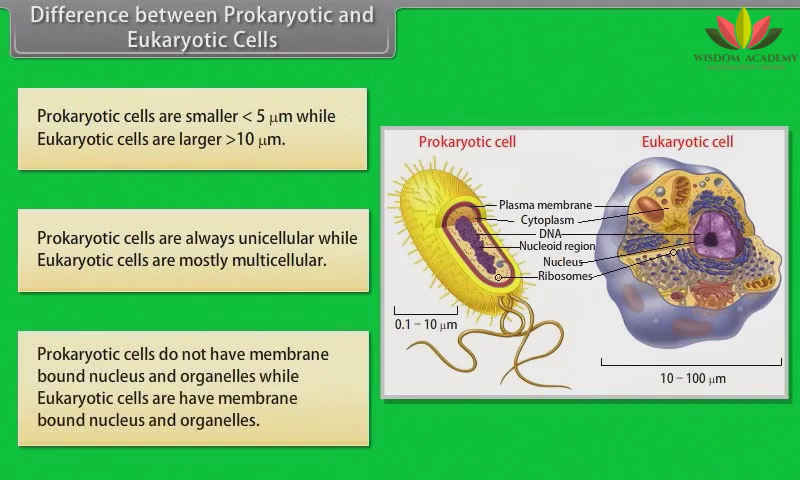 Difference between Prokaryotic and
Eukaryotic Cells
WISDOM ACADEMY
Prokaryotic cells are smaller < 5 µm while
Eukaryotic cells are larger >10 µm.
Prokaryotic cells are always unicellular while
Eukaryotic cells are mostly multicellular.
Prokaryotic cells do not have membrane
bound nucleus and organelles while
Eukaryotic cells are have membrane
bound nucleus and organelles.
Prokaryotic cell
Eukaryotic cell
Plasma membrane
Cytoplasm
DNA
Nucleoid region
Nucleus
Ribosomes
0.1 – 10 µm
10 – 100 µm